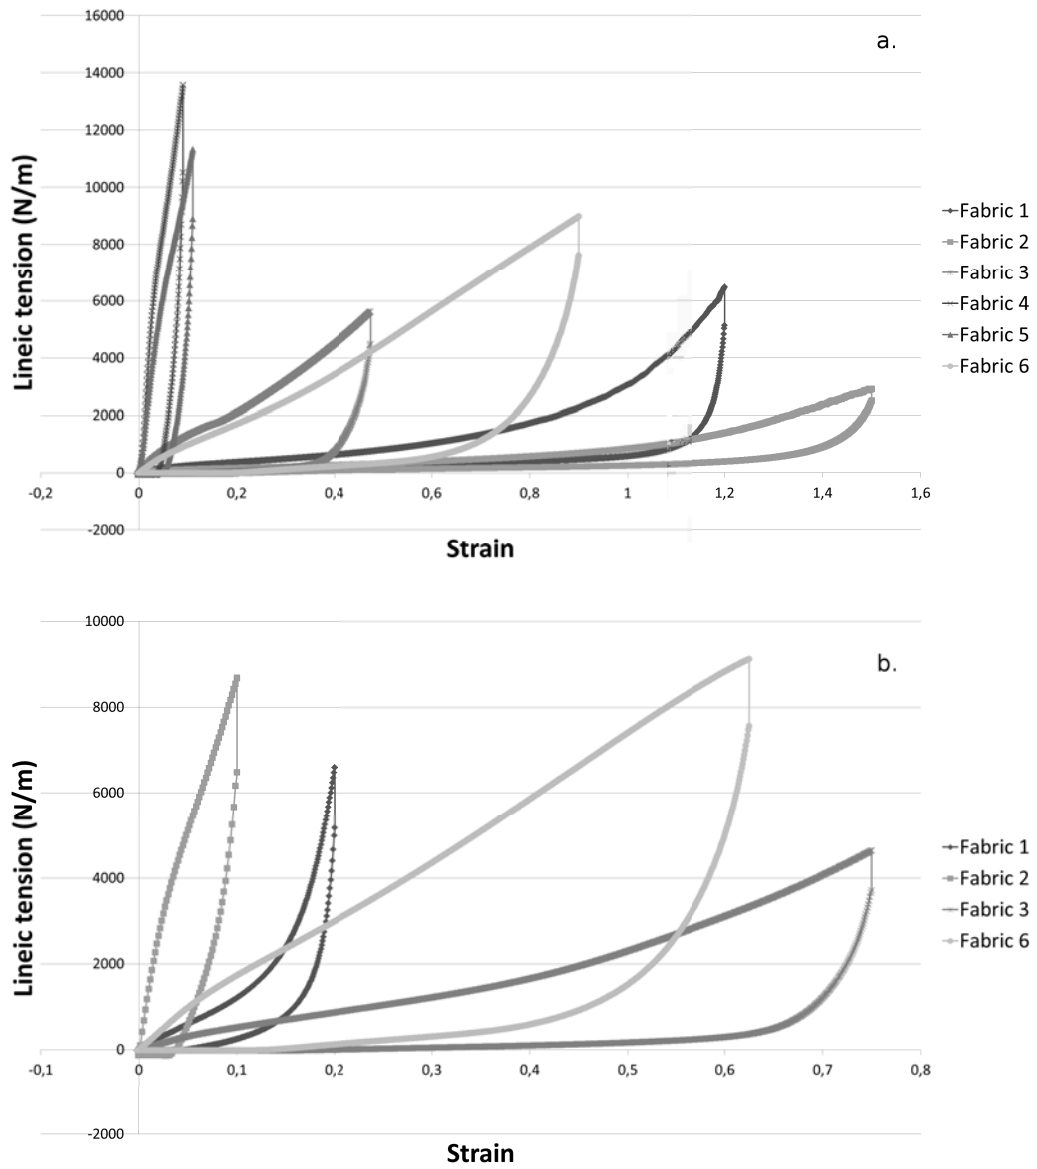 16000
a.
14000
12000
10000
8000
6000
4000
2000
0
-2000
Lineic tension (N/m)
-0,2 0 0,2 0,4 0,6 0,8 1 1,2 1,4 1,6
Strain
Fabric 1
Fabric 2
Fabric 3
Fabric 4
Fabric 5
Fabric 6
10000
b.
8000
6000
4000
2000
0
-2000
Lineic tension (N/m)
-0,1 0 0,1 0,2 0,3 0,4 0,5 0,6 0,7 0,8
Strain
Fabric 1
Fabric 2
Fabric 3
Fabric 6